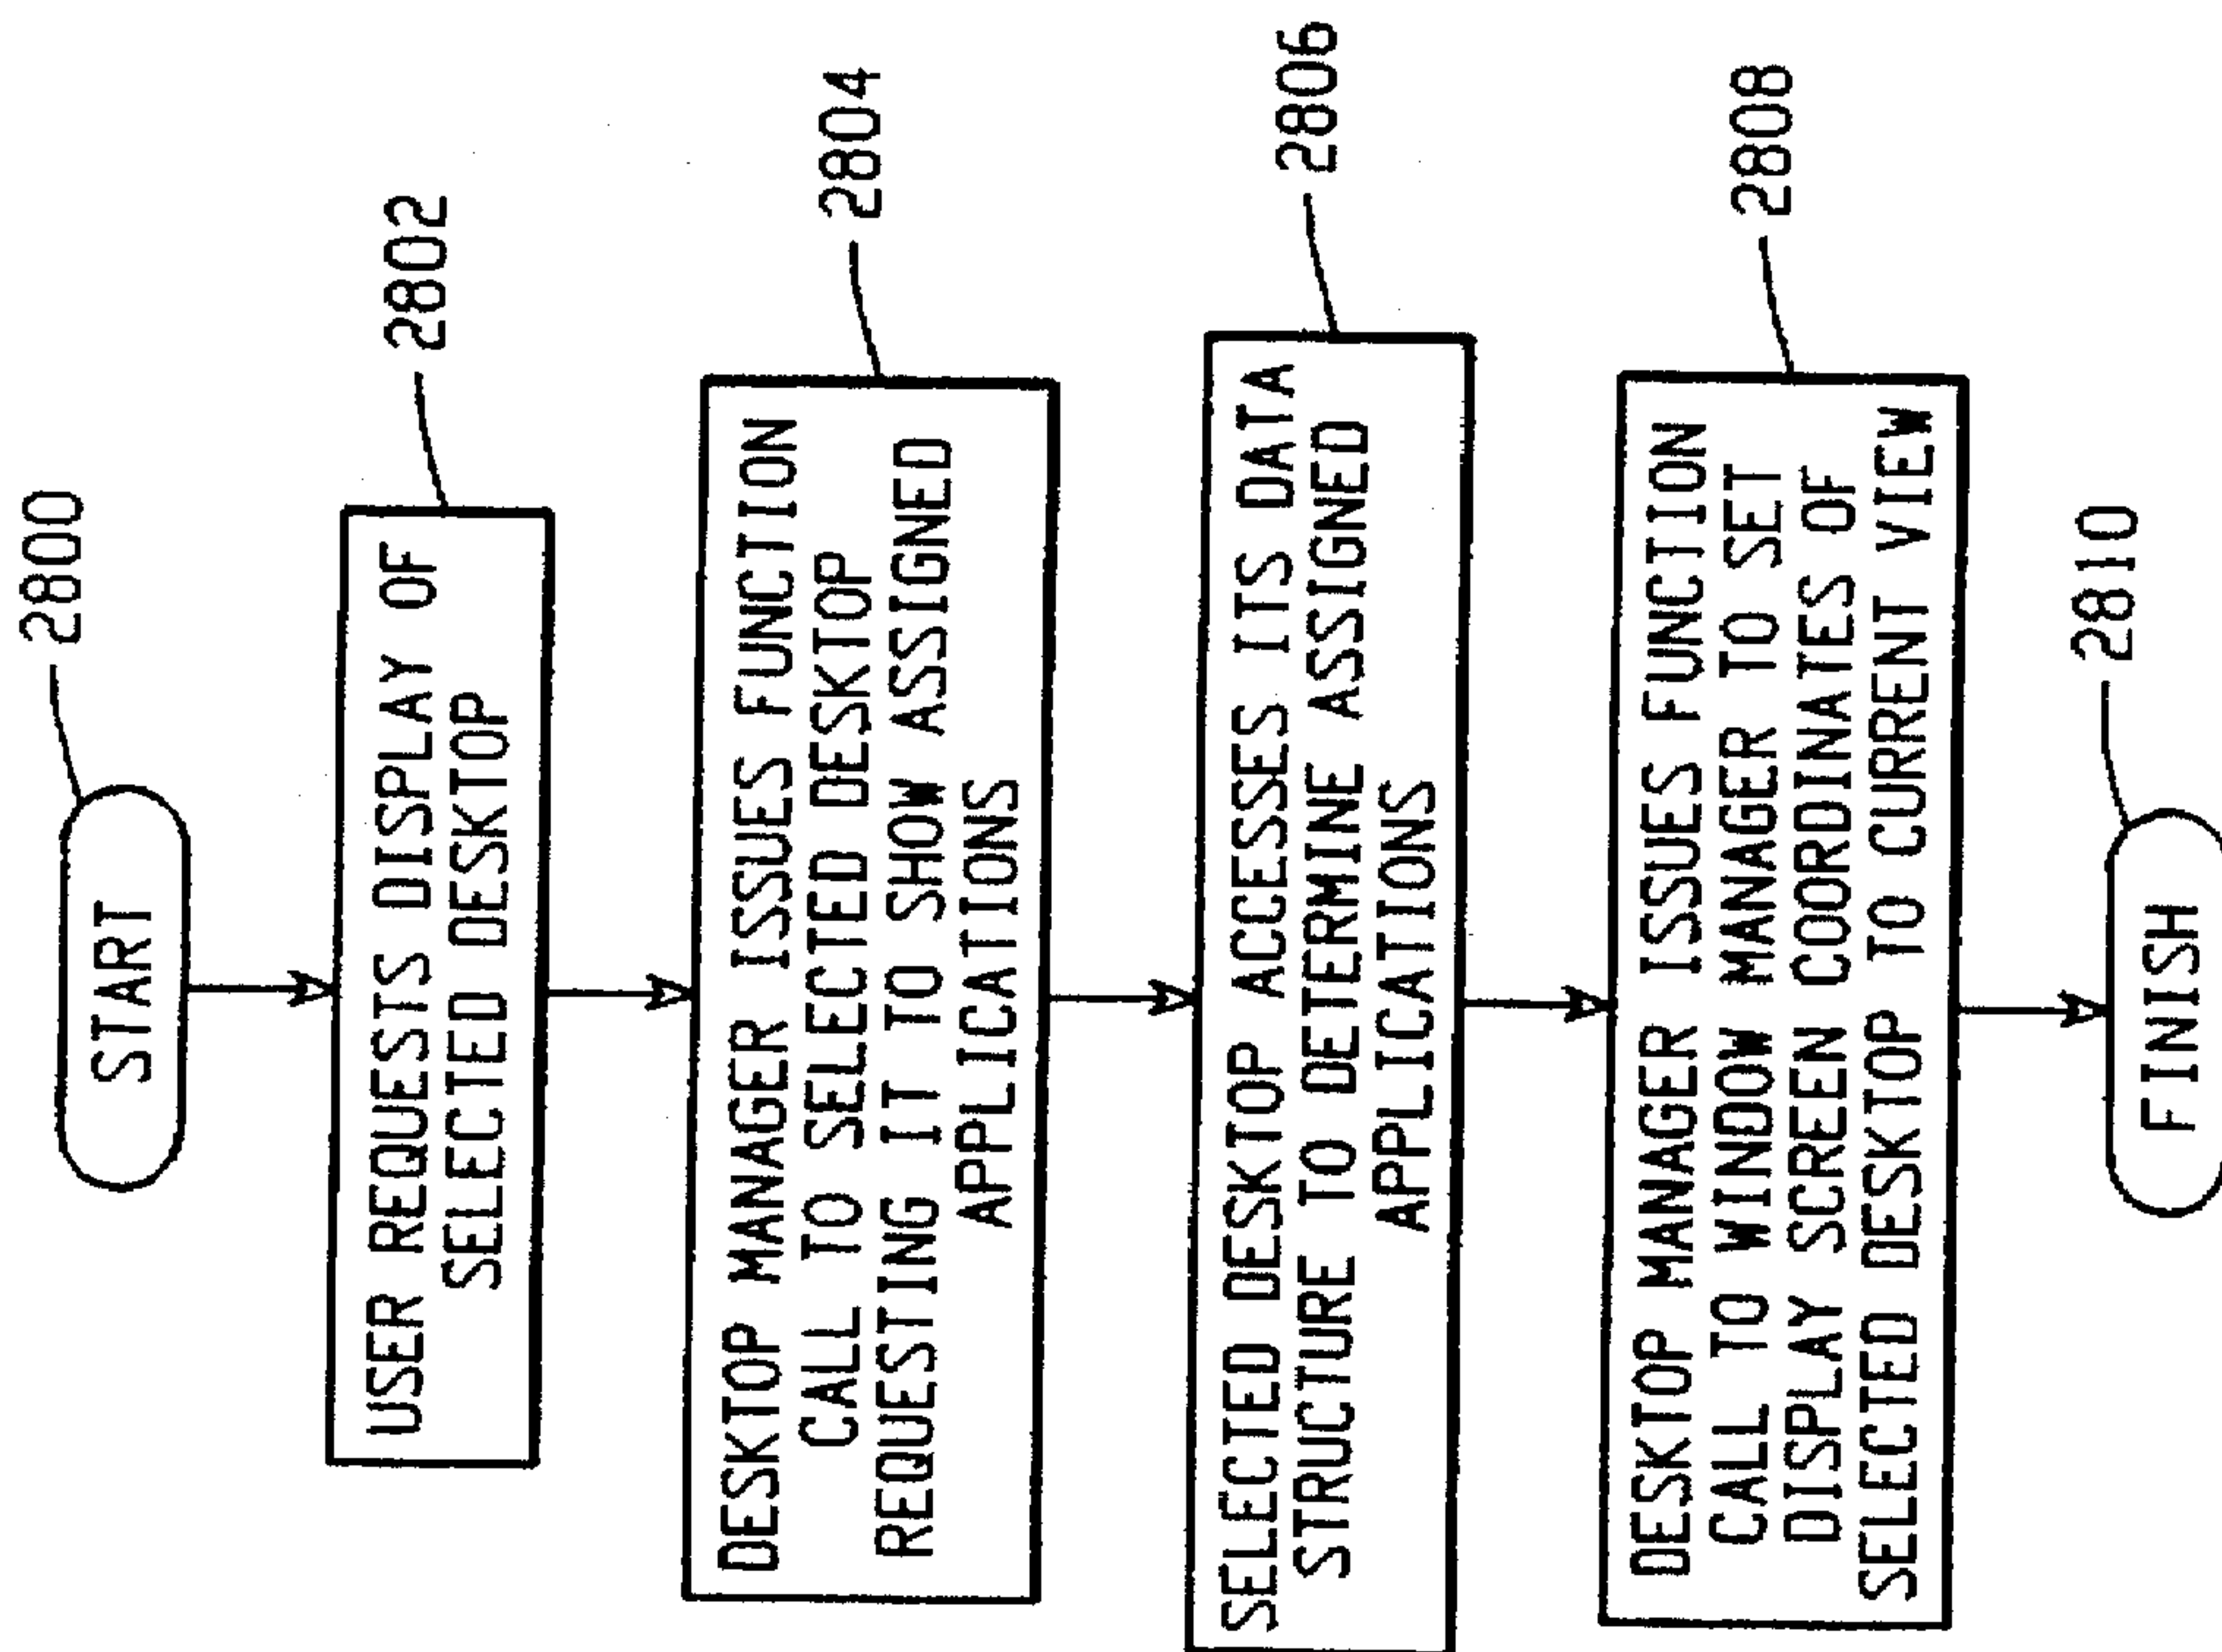 2800
START
2802
USER REQUESTS DISPLAY OF
SELECTED DESKTOP
2804
DESKTOP MANAGER ISSUES FUNCTION
CALL TO SELECTED DESKTOP
REQUESTING IT TO SHOW ASSIGNED
APPLICATIONS
2806
SELECTED DESKTOP ACCESSES ITS DATA
STRUCTURE TO DETERMINE ASSIGNED
APPLICATIONS
2808
DESKTOP MANAGER ISSUES FUNCTION
CALL TO WINDOW MANAGER TO SET
DISPLAY SCREEN COORDINATES OF
SELECTED DESKTOP TO CURRENT VIEW
2810
FINISH